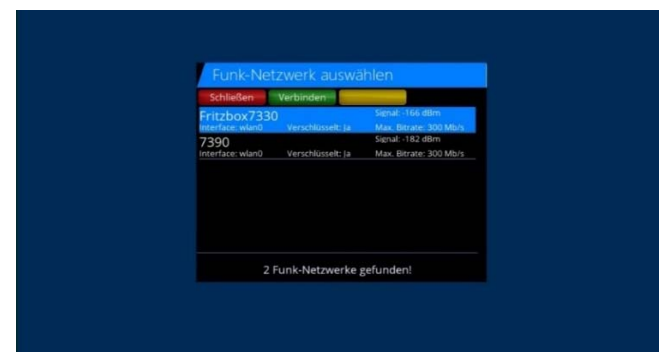 Funk-Netzwerk auswählen
Schließen Verbinden
Fritzbox7330 Signal: -166 dBm
Interface: wlan0 Verschlüsselt: Ja Max. Bitrate: 300 Mb/s
7390 Signal: -182 dBm
Interface: wlan0 Verschlüsselt: Ja Max. Bitrate: 300 Mb/s
2 Funk-Netzwerke gefunden!